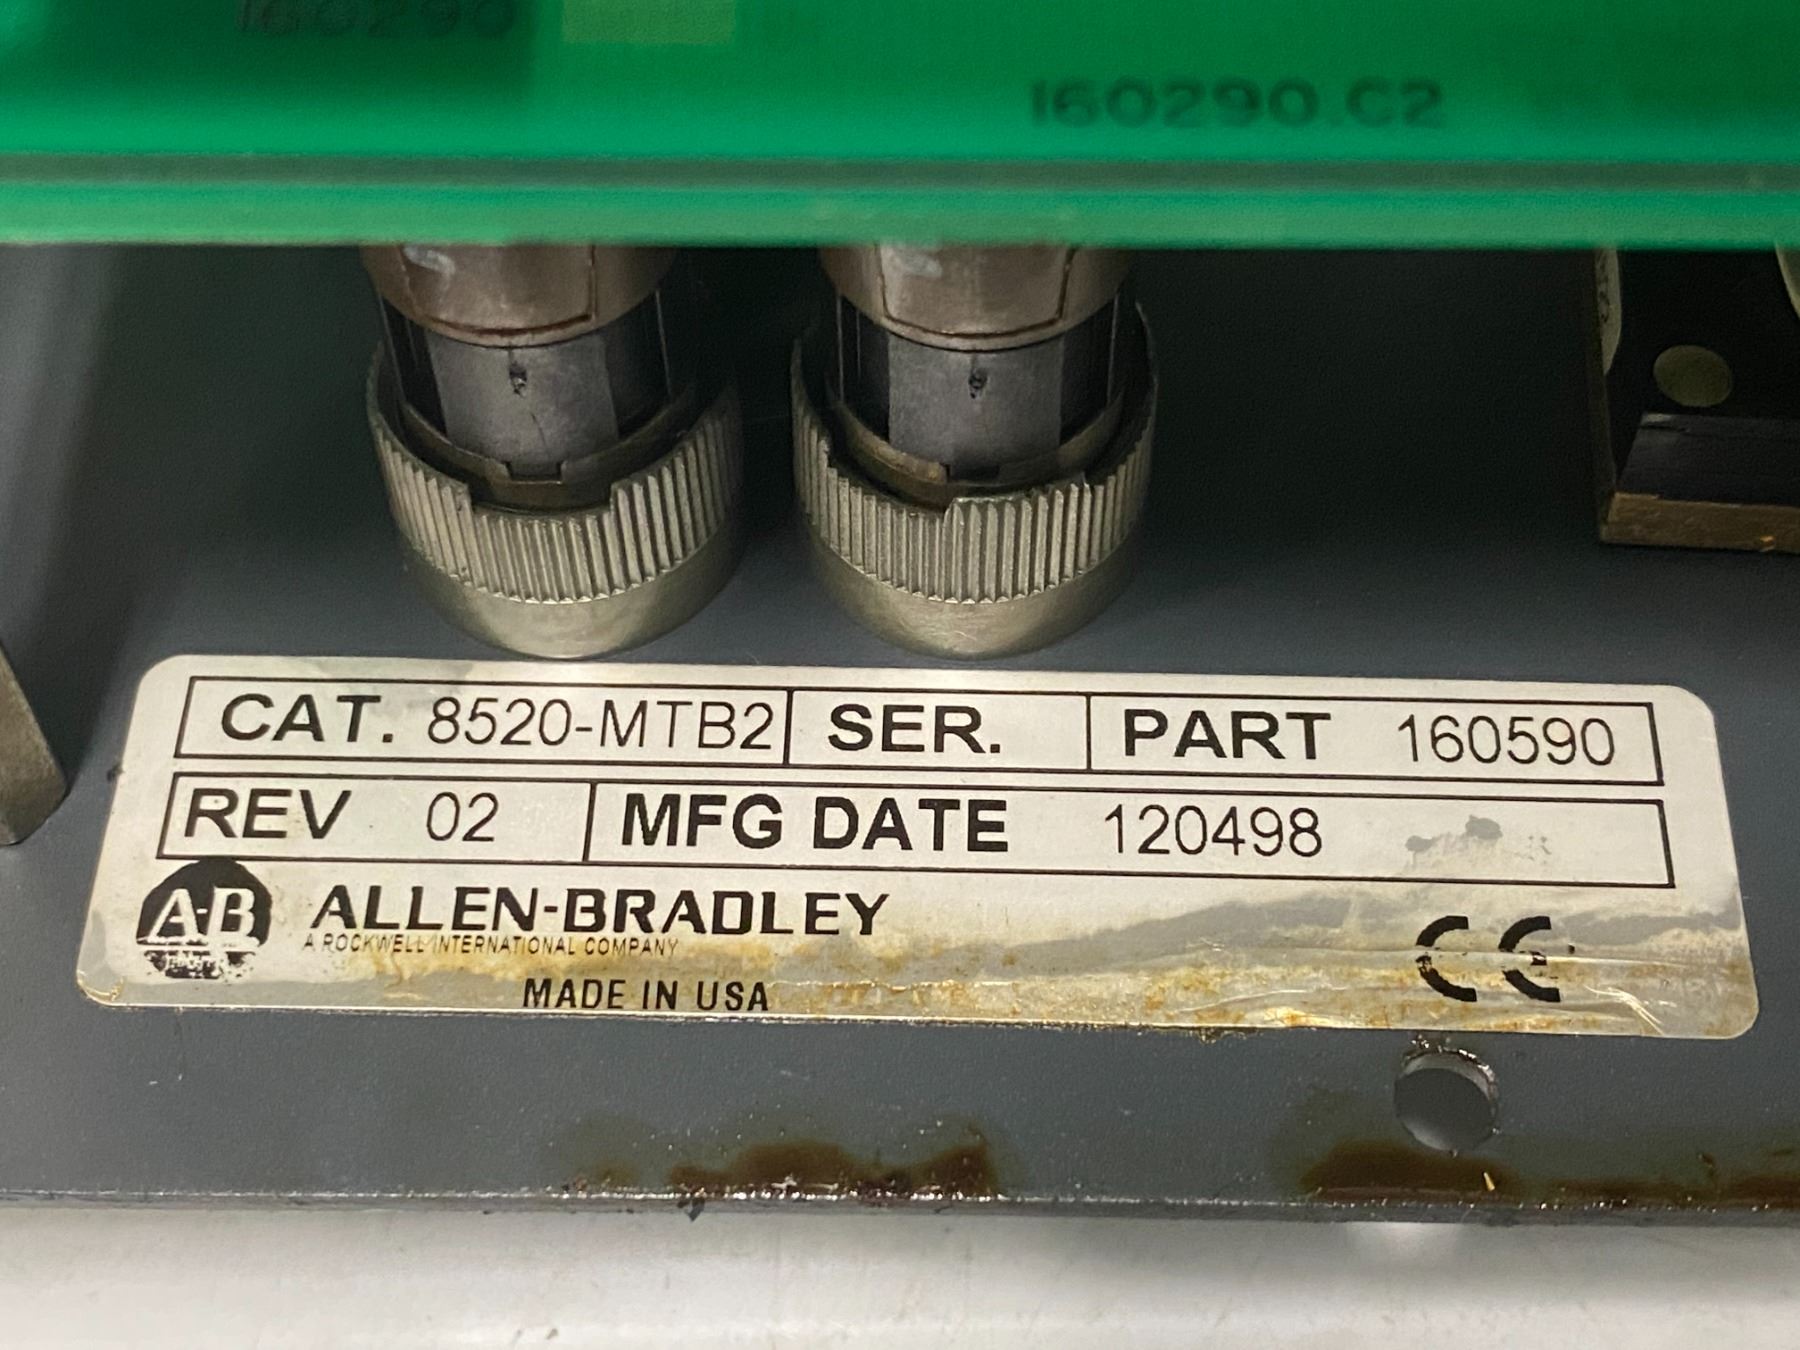 160290
160290.C2
CAT. 8520-MTB2 SER. PART 160590
REV 02 MFG DATE 120498
A-B ALLEN-BRADLEY
A ROCKWELL INTERNATIONAL COMPANY
MADE IN USA
CE